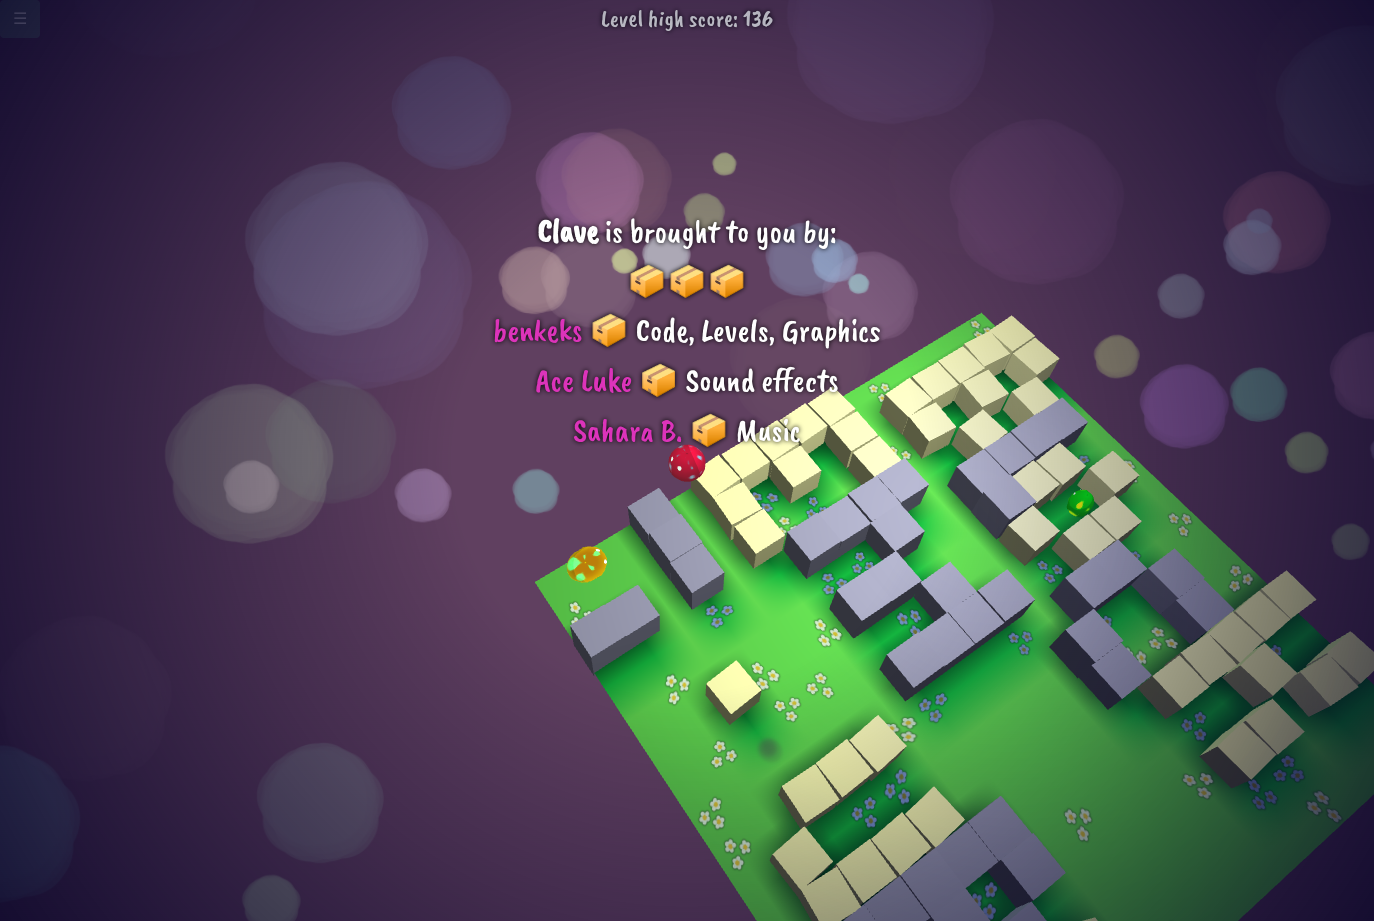 Level high score: 136
Clave is brought to you by:
📦📦📦
benkeks 📦 Code, Levels, Graphics
Ace Luke 📦 Sound effects
Sahara B. 📦 Music